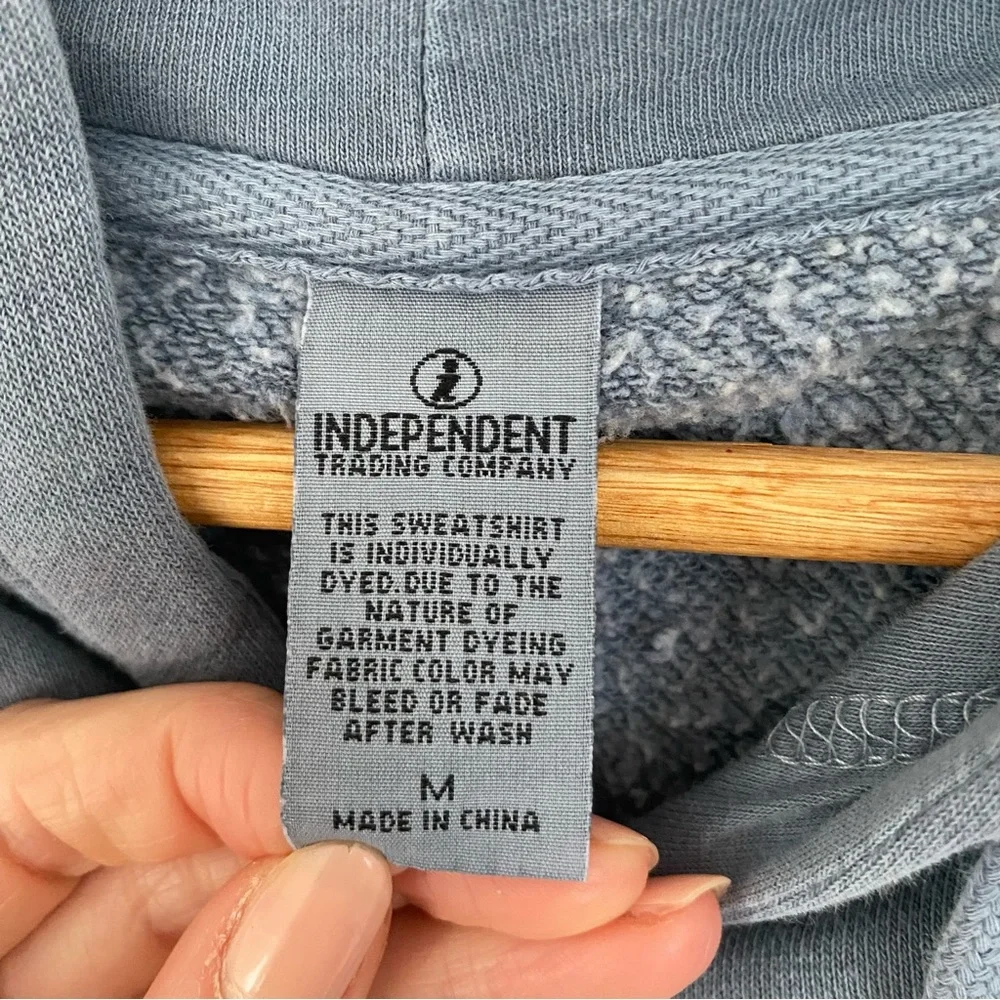 INDEPENDENT
TRADING COMPANY
THIS SWEATSHIRT
IS INDIVIDUALLY
DYED.DUE TO THE
NATURE OF
GARMENT DYEING
FABRIC COLOR MAY
BLEED OR FADE
AFTER WASH
M
MADE IN CHINA